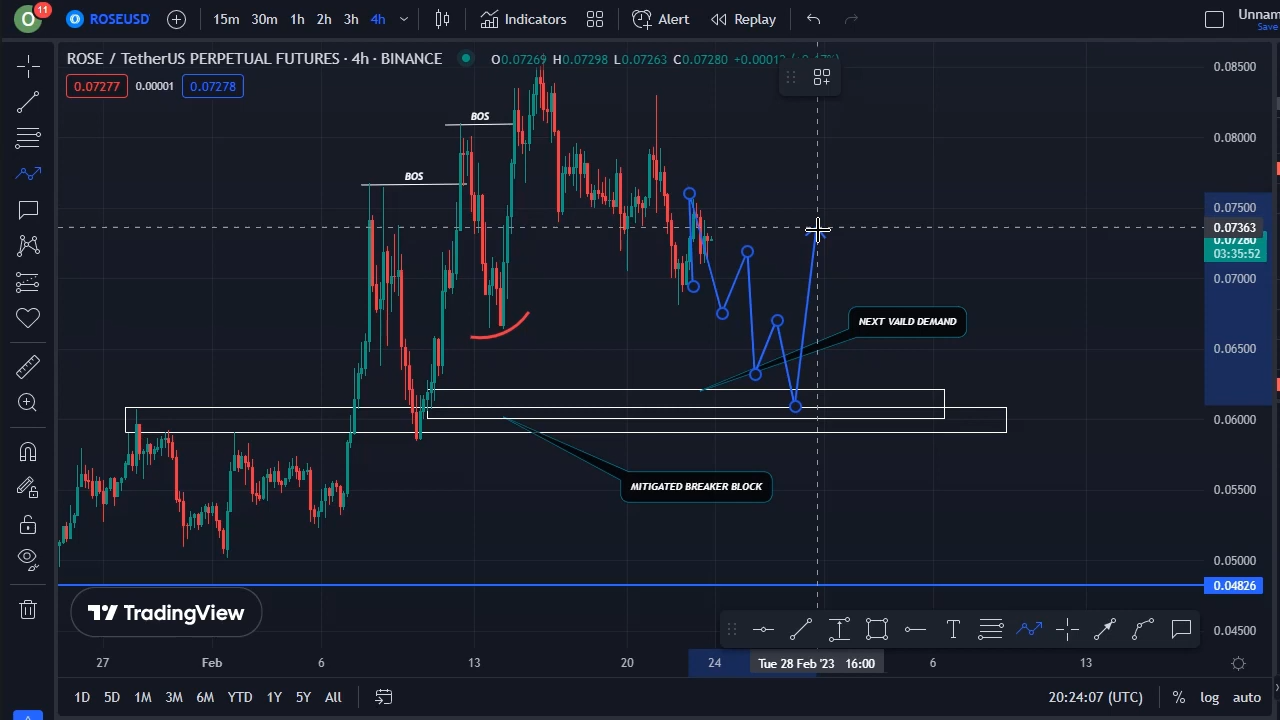 O
11
ROSEUSD
15m 30m 1h 2h 3h 4h
Indicators
Alert
Replay
Unnam
Save
ROSE / TetherUS PERPETUAL FUTURES · 4h · BINANCE
O0.07269 H0.07298 L0.07263 C0.07280
0.07277
0.00001
0.07278
BOS
BOS
NEXT VAILD DEMAND
MITIGATED BREAKER BLOCK
0.08500
0.08000
0.07500
0.07363
0.07280
03:35:52
0.07000
0.06500
0.06000
0.05500
0.05000
0.04826
0.04500
TradingView
27 Feb 6 13 20 24 Tue 28 Feb '23 16:00 6 13
1D 5D 1M 3M 6M YTD 1Y 5Y All
20:24:07 (UTC)
% log auto